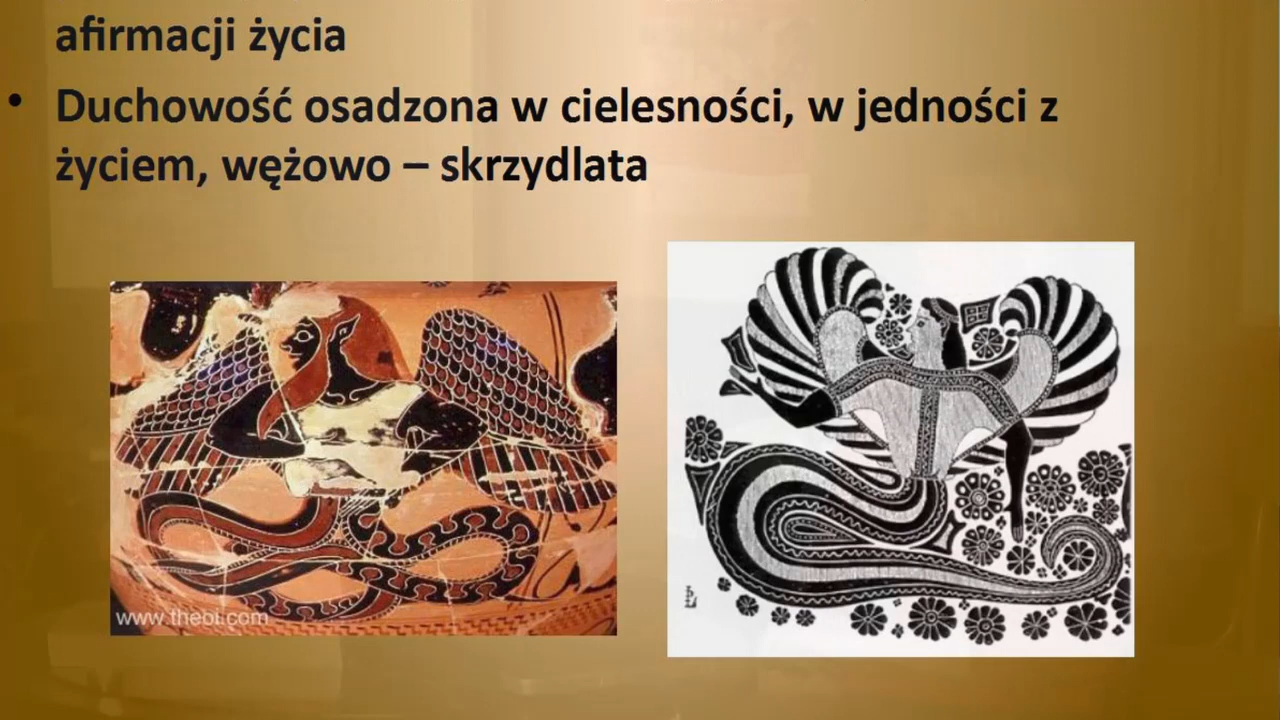 afirmacji życia
• Duchowość osadzona w cielesności, w jedności z
życiem, wężowo – skrzydlata
www.theoi.com